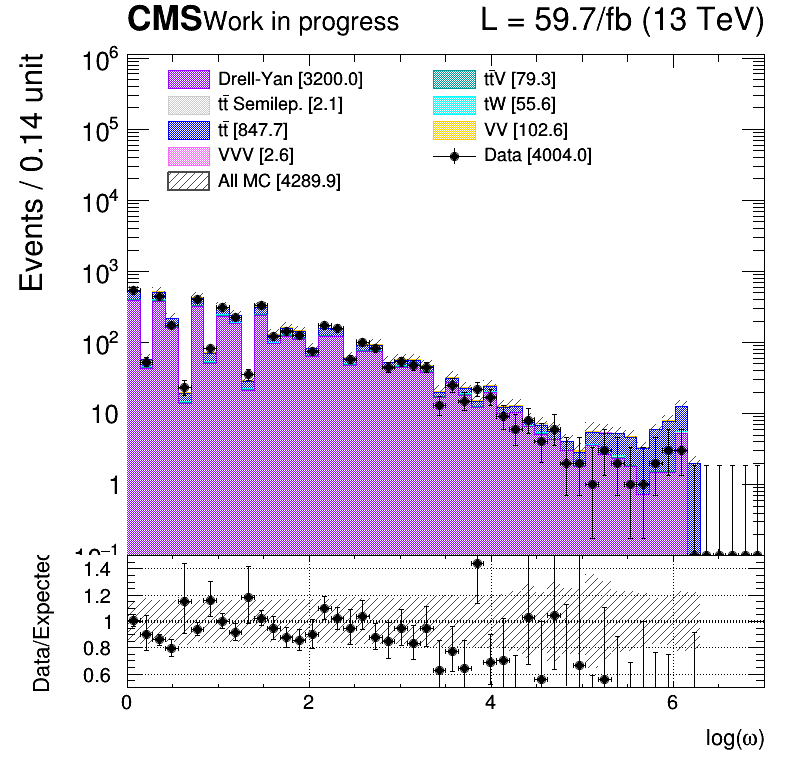 CMS Work in progress L = 59.7/fb (13 TeV)
Events / 0.14 unit
10⁶
10⁵
10⁴
10³
10²
10
1
10⁻¹
Drell-Yan [3200.0]
tt̄ Semilep. [2.1]
tt̄ [847.7]
VVV [2.6]
All MC [4289.9]
tt̄V [79.3]
tW [55.6]
VV [102.6]
Data [4004.0]
Data/Expected
1.4
1.2
1
0.8
0.6
0 2 4 6
log(ω)